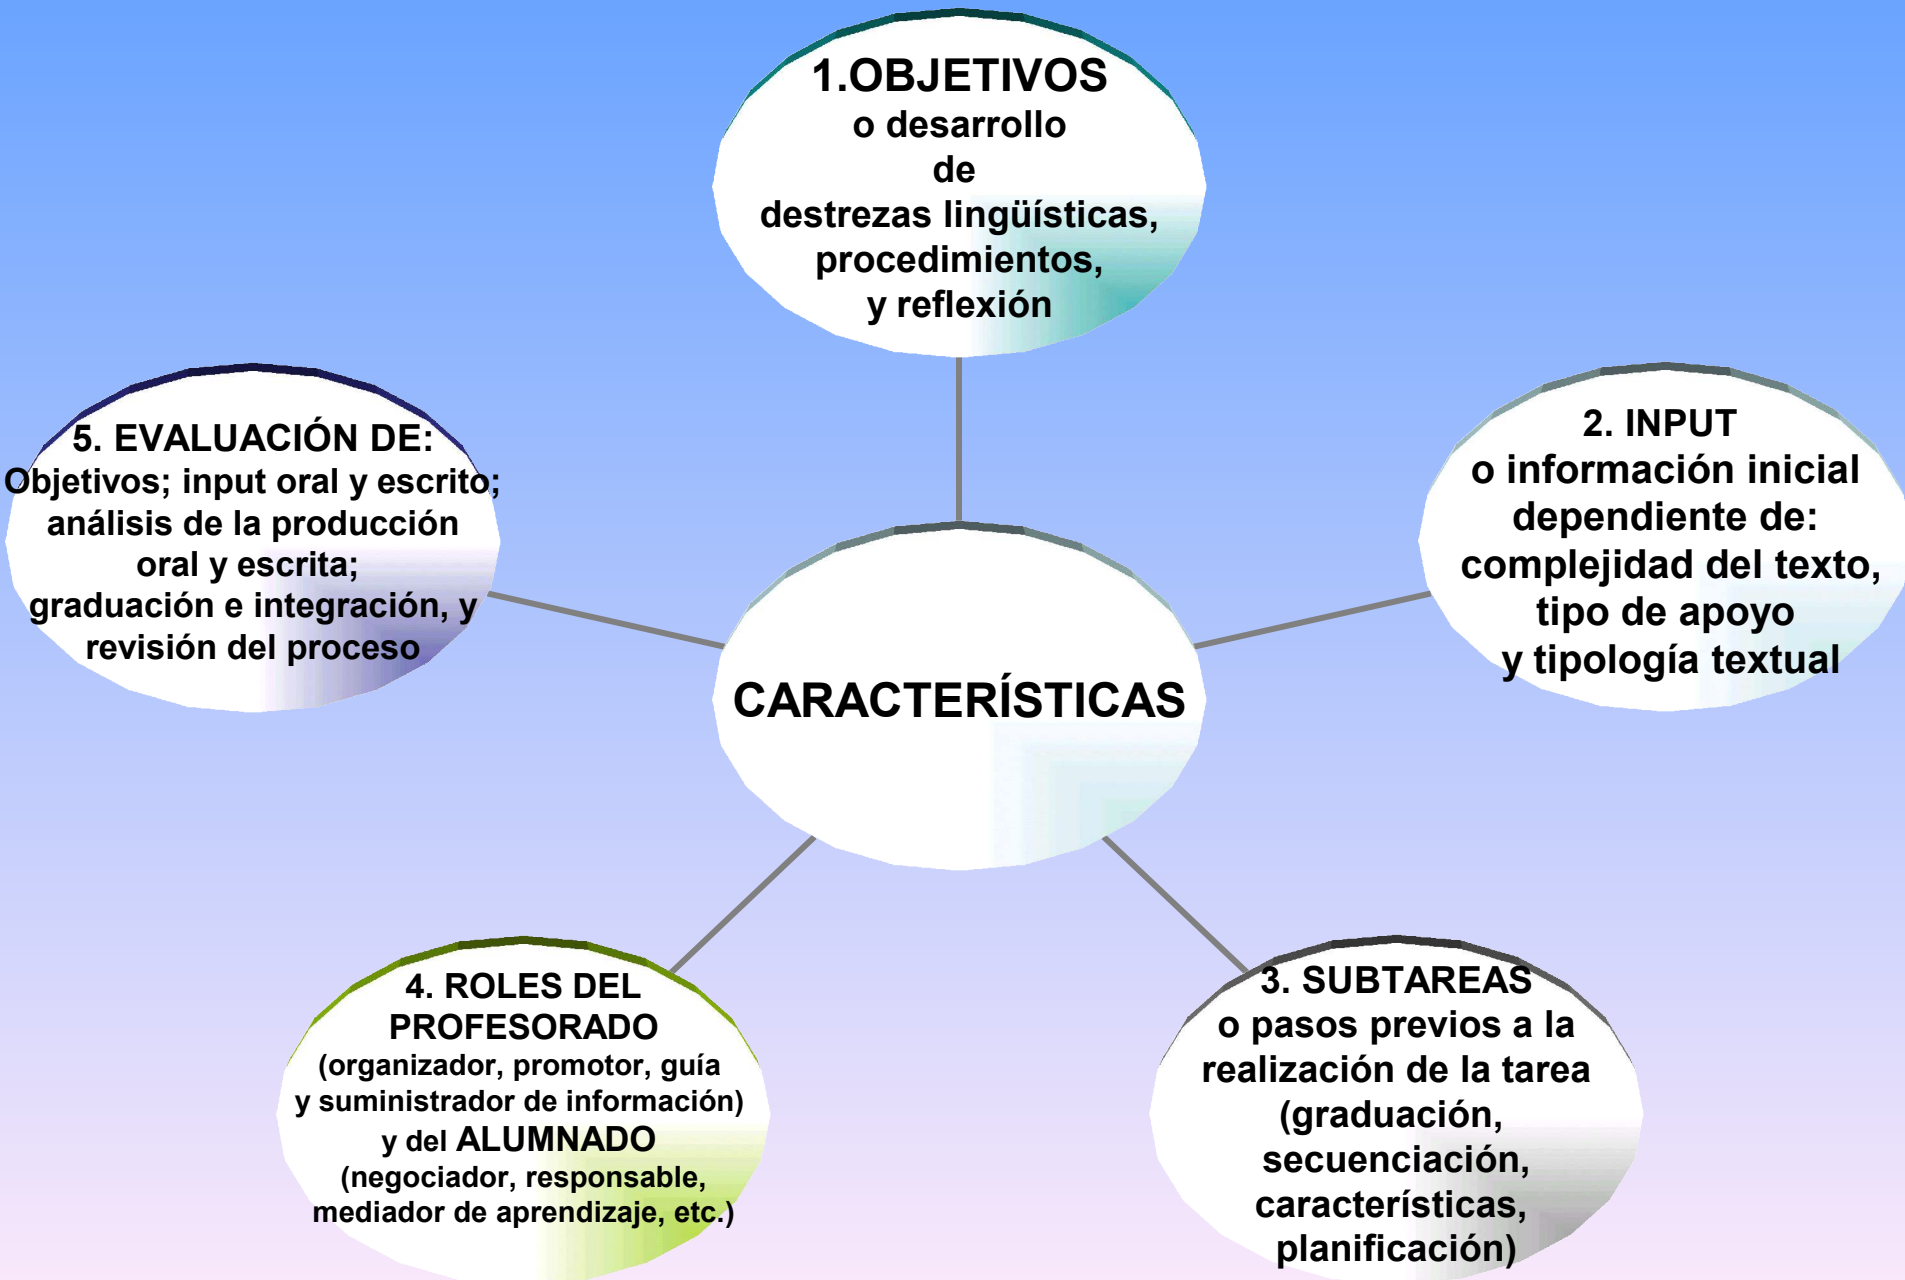 1.OBJETIVOS
o desarrollo
de
destrezas lingüísticas,
procedimientos,
y reflexión
2. INPUT
o información inicial
dependiente de:
complejidad del texto,
tipo de apoyo
y tipología textual
3. SUBTAREAS
o pasos previos a la
realización de la tarea
(graduación,
secuenciación,
características,
planificación)
4. ROLES DEL
PROFESORADO
(organizador, promotor, guía
y suministrador de información)
y del ALUMNADO
(negociador, responsable,
mediador de aprendizaje, etc.)
5. EVALUACIÓN DE:
Objetivos; input oral y escrito;
análisis de la producción
oral y escrita;
graduación e integración, y
revisión del proceso
CARACTERÍSTICAS